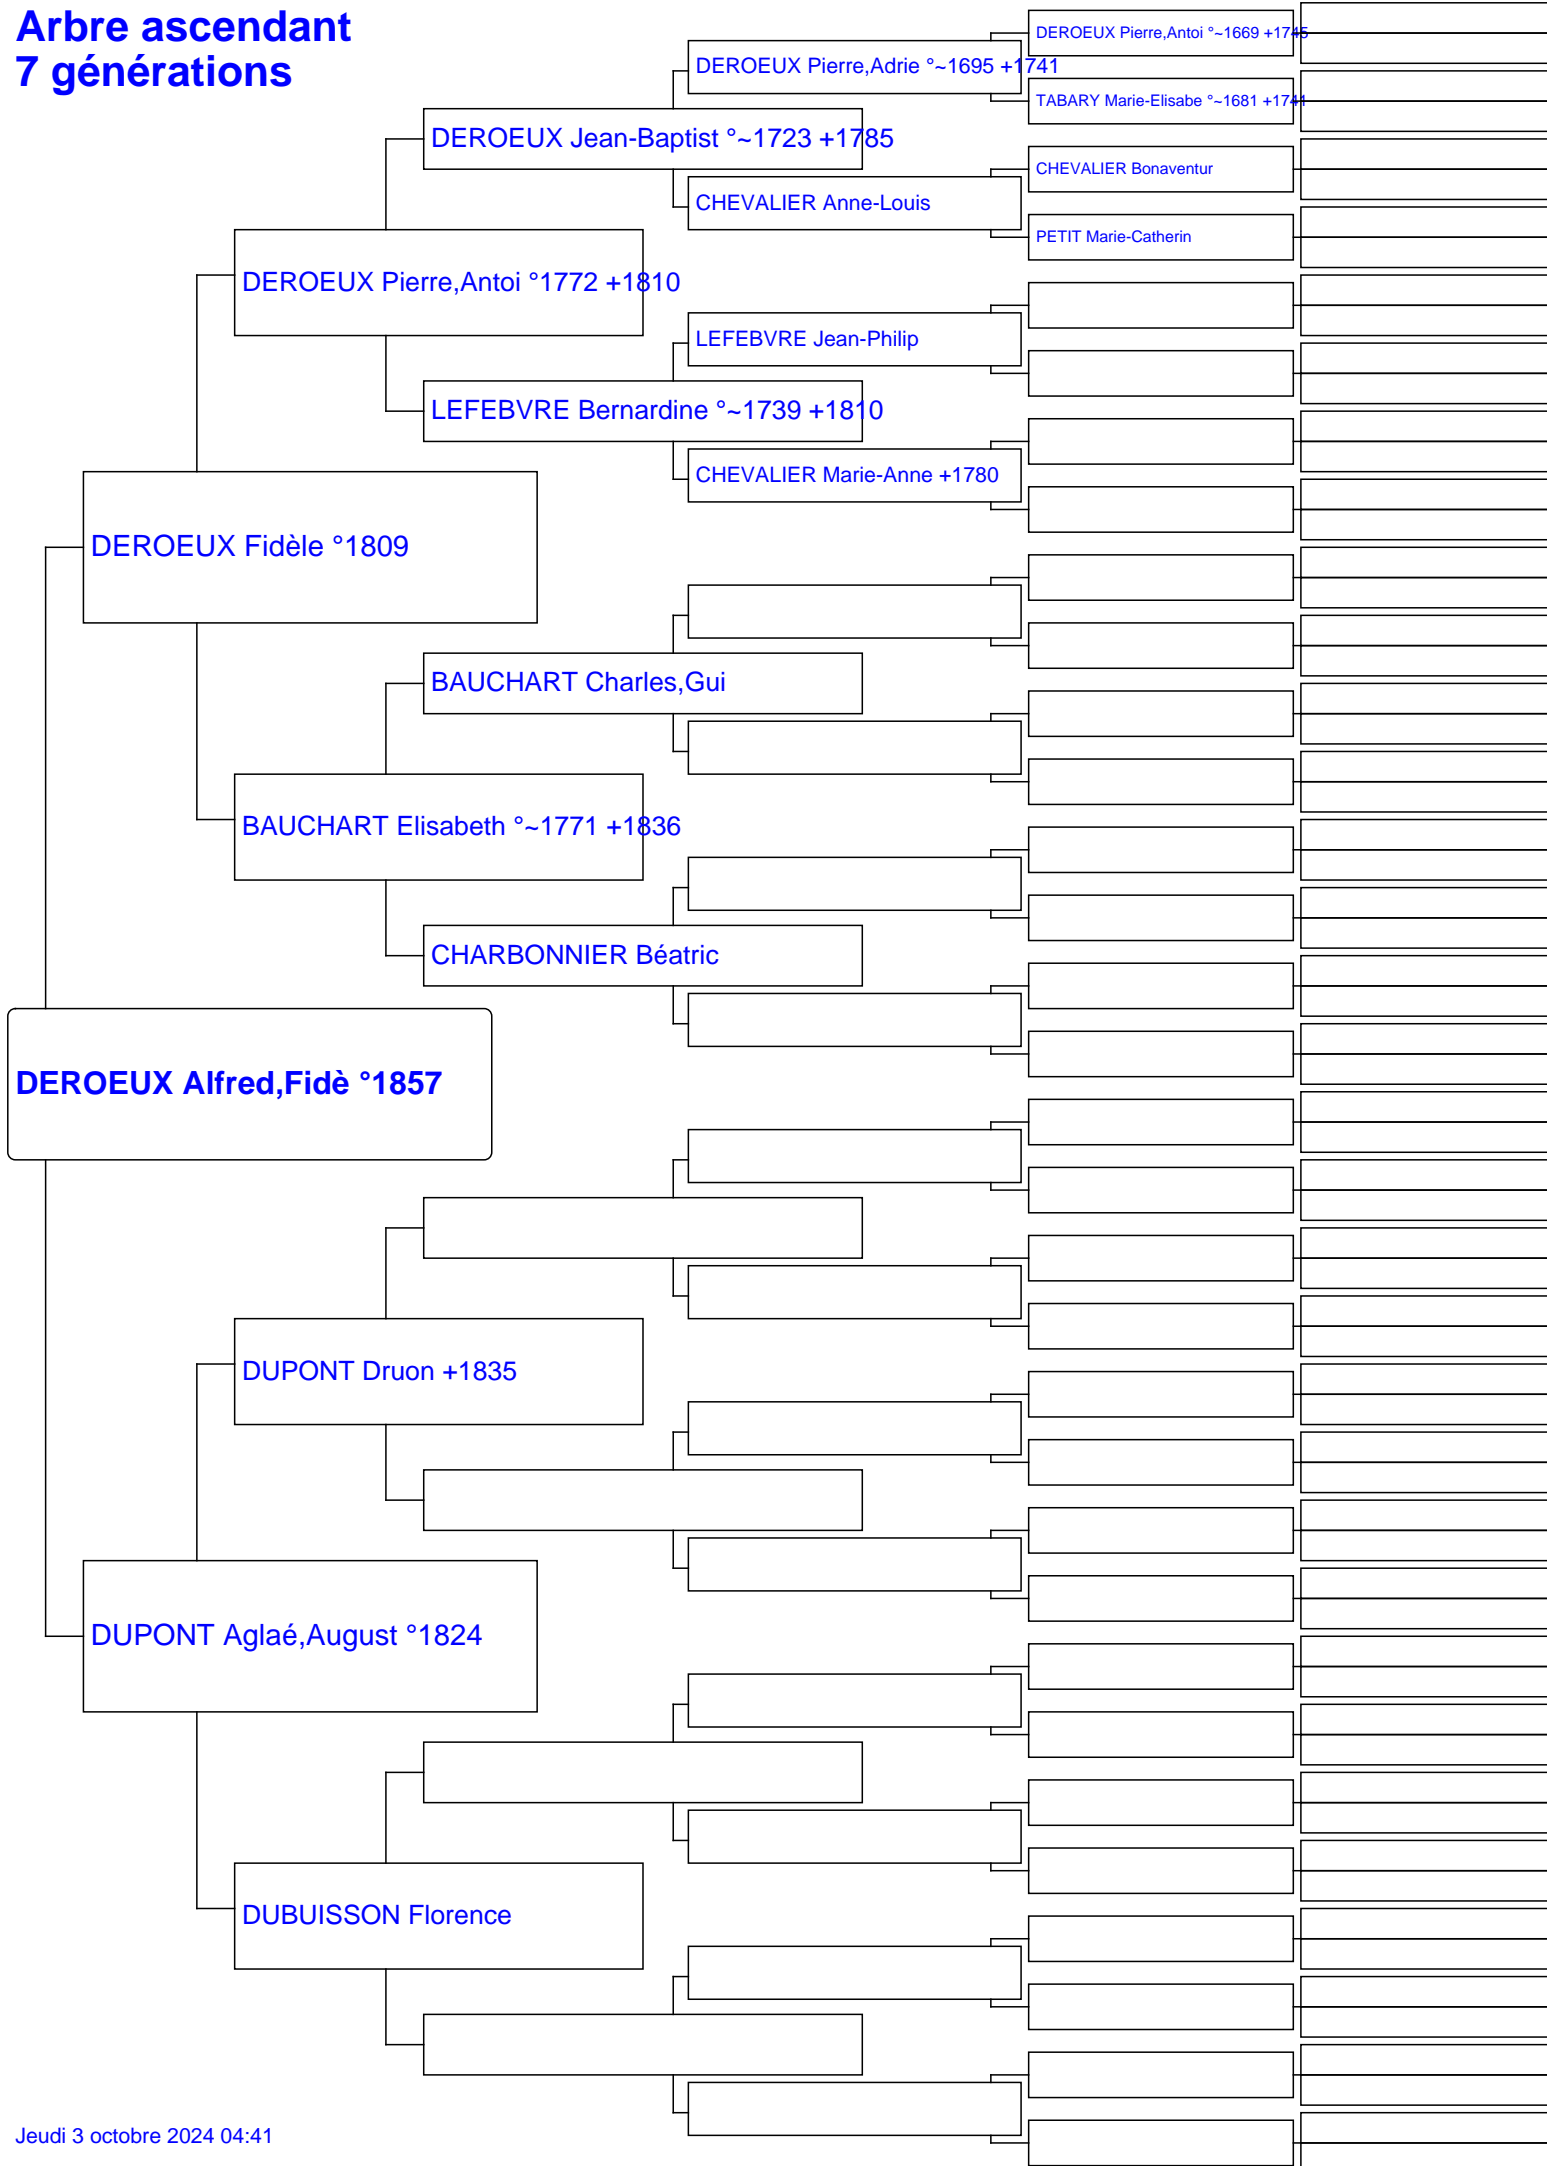 Arbre ascendant
7 générations
DEROEUX Pierre,Antoi °~1669 +1745
DEROEUX Pierre,Adrie °~1695 +1741
TABARY Marie-Elisabe °~1681 +1741
DEROEUX Jean-Baptist °~1723 +1785
CHEVALIER Bonaventur
CHEVALIER Anne-Louis
PETIT Marie-Catherin
DEROEUX Pierre,Antoi °1772 +1810
LEFEBVRE Jean-Philip
LEFEBVRE Bernardine °~1739 +1810
CHEVALIER Marie-Anne +1780
DEROEUX Fidèle °1809
BAUCHART Charles,Gui
BAUCHART Elisabeth °~1771 +1836
CHARBONNIER Béatric
DEROEUX Alfred,Fidè °1857
DUPONT Druon +1835
DUPONT Aglaé,August °1824
DUBUISSON Florence
Jeudi 3 octobre 2024 04:41